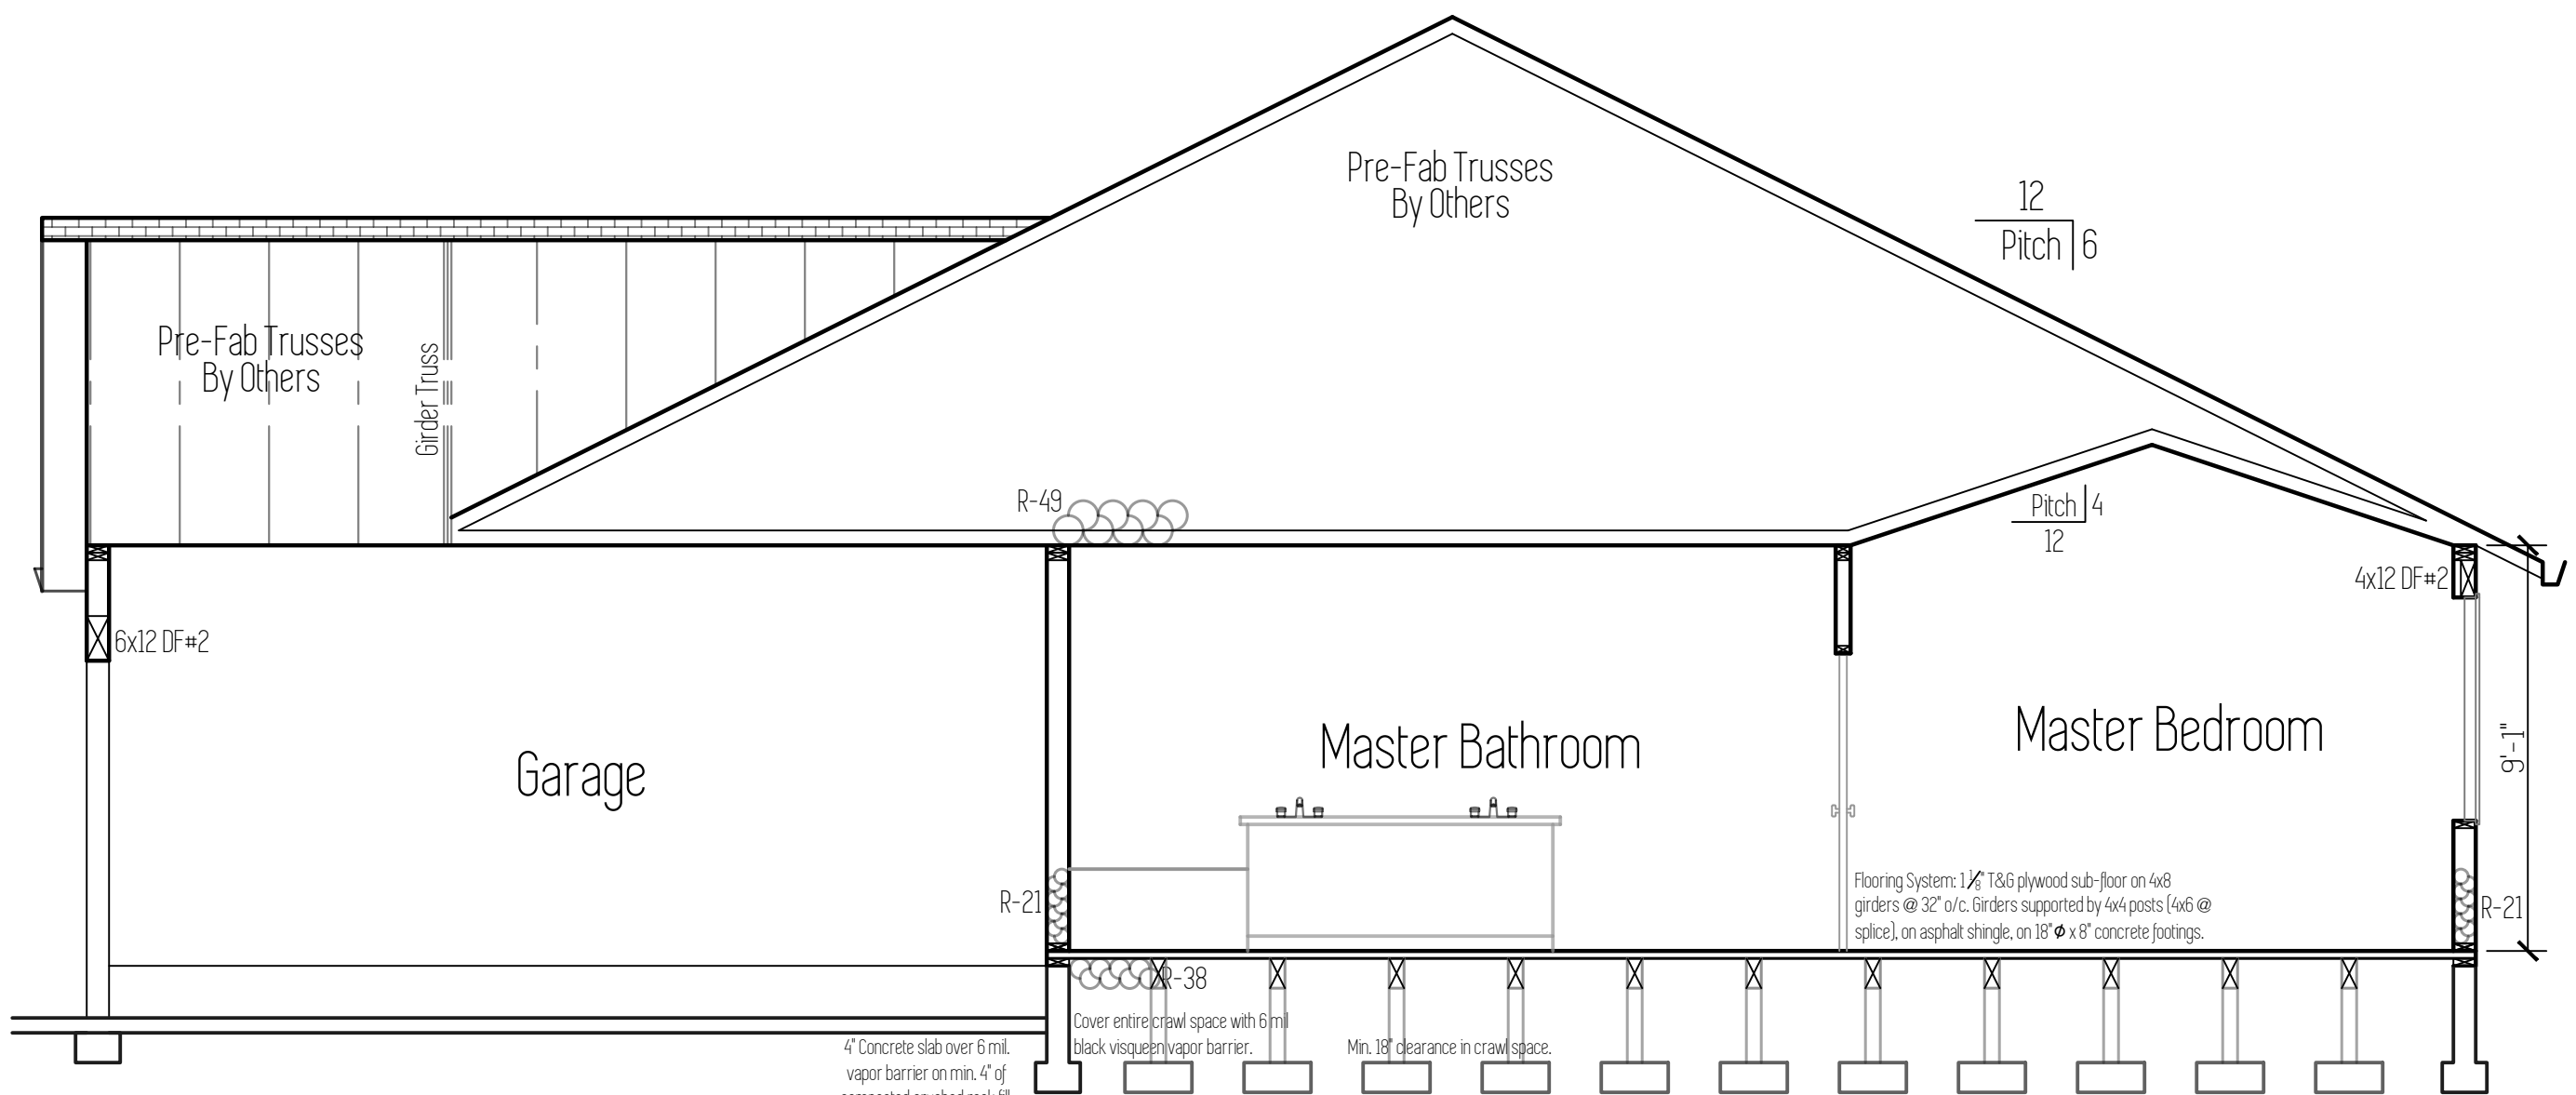 Pre-Fab Trusses
By Others
12
Pitch 6
Pre-Fab Trusses
By Others
Girder Truss
R-49
Pitch 4
12
4x12 DF#2
6x12 DF#2
Garage
Master Bathroom
Master Bedroom
9'-1"
R-21
Flooring System: 1 1/8" T&G plywood sub-floor on 4x8
girders @ 32" o/c. Girders supported by 4x4 posts (4x6 @
splice), on asphalt shingle, on 18"Φ x 8" concrete footings.
R-21
R-38
Cover entire crawl space with 6 mil
black visqueen vapor barrier.
Min. 18" clearance in crawl space.
4" Concrete slab over 6 mil.
vapor barrier on min. 4" of